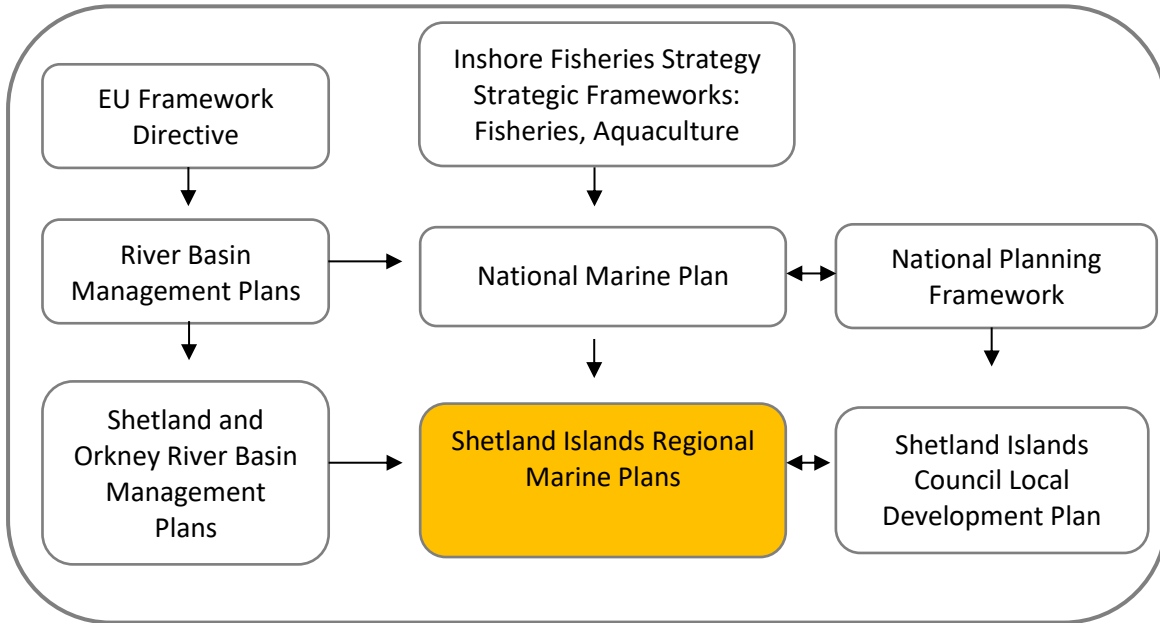 EU Framework
Directive
Inshore Fisheries Strategy
Strategic Frameworks:
Fisheries, Aquaculture
River Basin
Management Plans
National Marine Plan
National Planning
Framework
Shetland and
Orkney River Basin
Management
Plans
Shetland Islands Regional
Marine Plans
Shetland Islands
Council Local
Development Plan